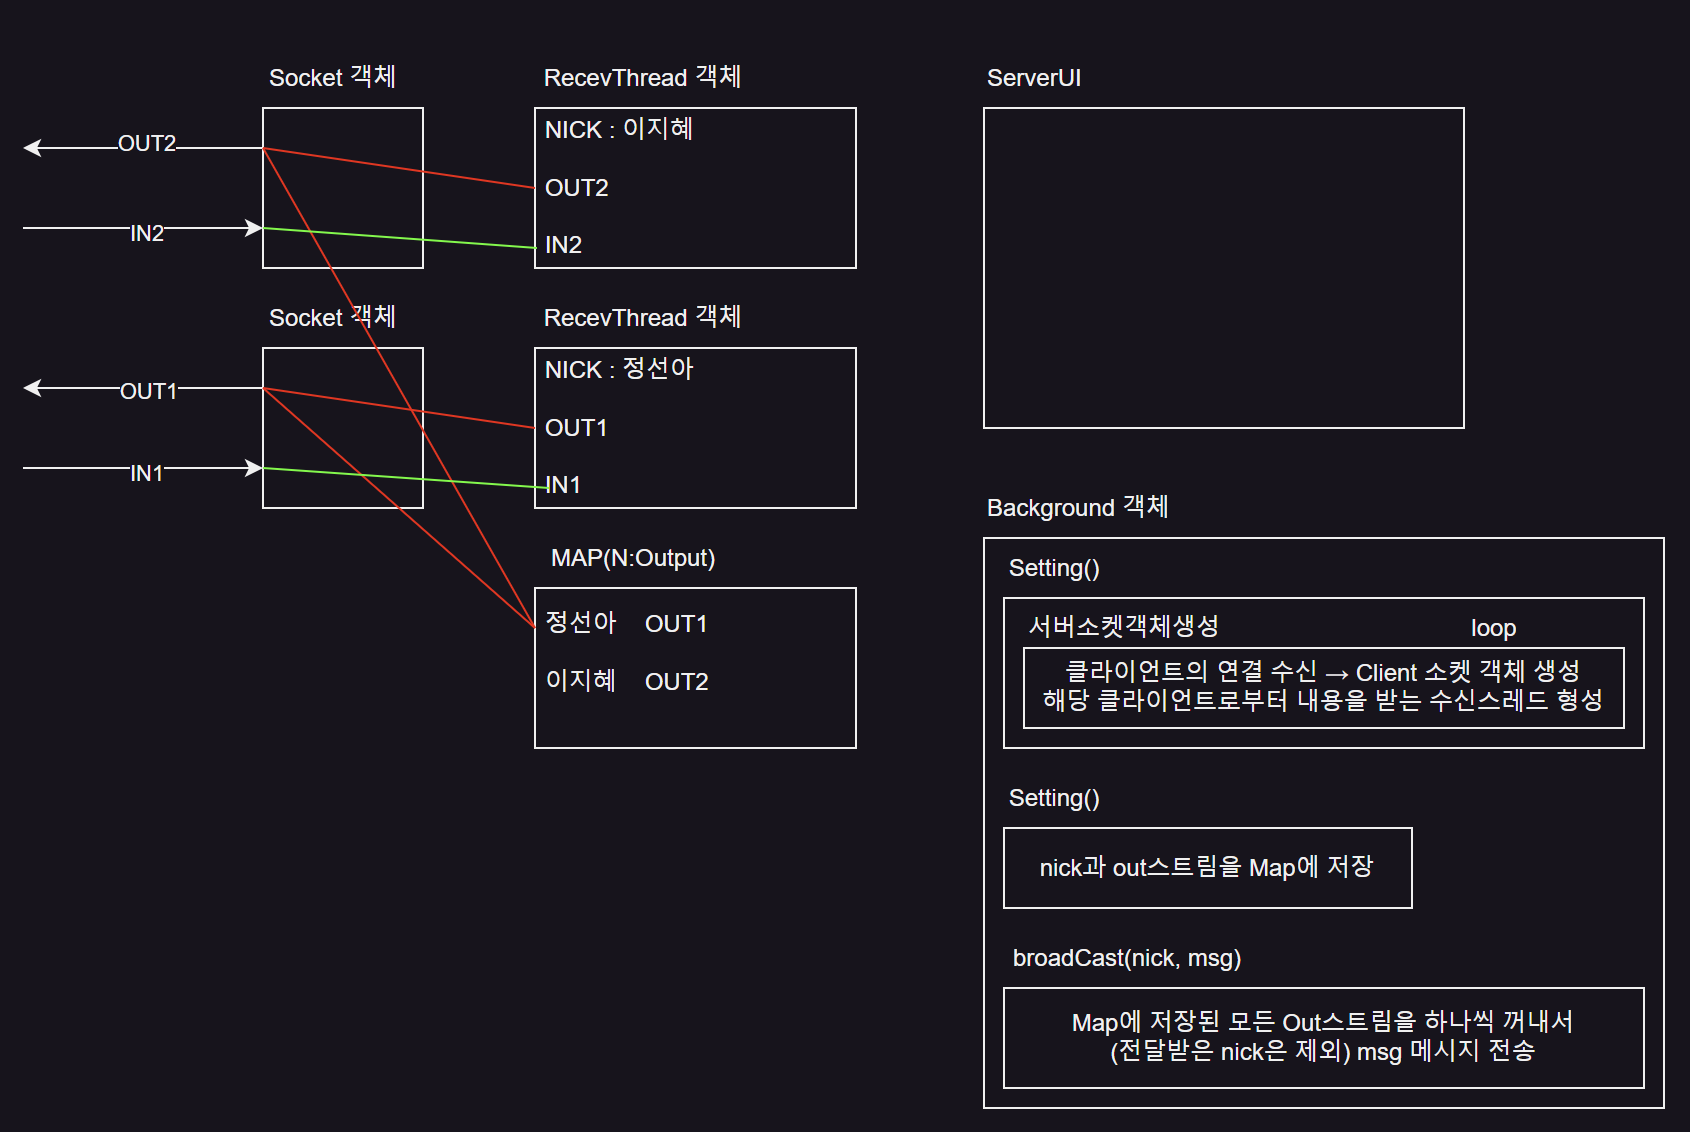 Socket 객체
RecevThread 객체
OUT2
IN2
NICK : 이지혜
OUT2
IN2
Socket 객체
RecevThread 객체
OUT1
IN1
NICK : 정선아
OUT1
IN1
MAP(N:Output)
정선아 OUT1
이지혜 OUT2
ServerUI
Background 객체
Setting()
서버소켓객체생성 loop
클라이언트의 연결 수신 → Client 소켓 객체 생성
해당 클라이언트로부터 내용을 받는 수신스레드 형성
Setting()
nick과 out스트림을 Map에 저장
broadCast(nick, msg)
Map에 저장된 모든 Out스트림을 하나씩 꺼내서
(전달받은 nick은 제외) msg 메시지 전송